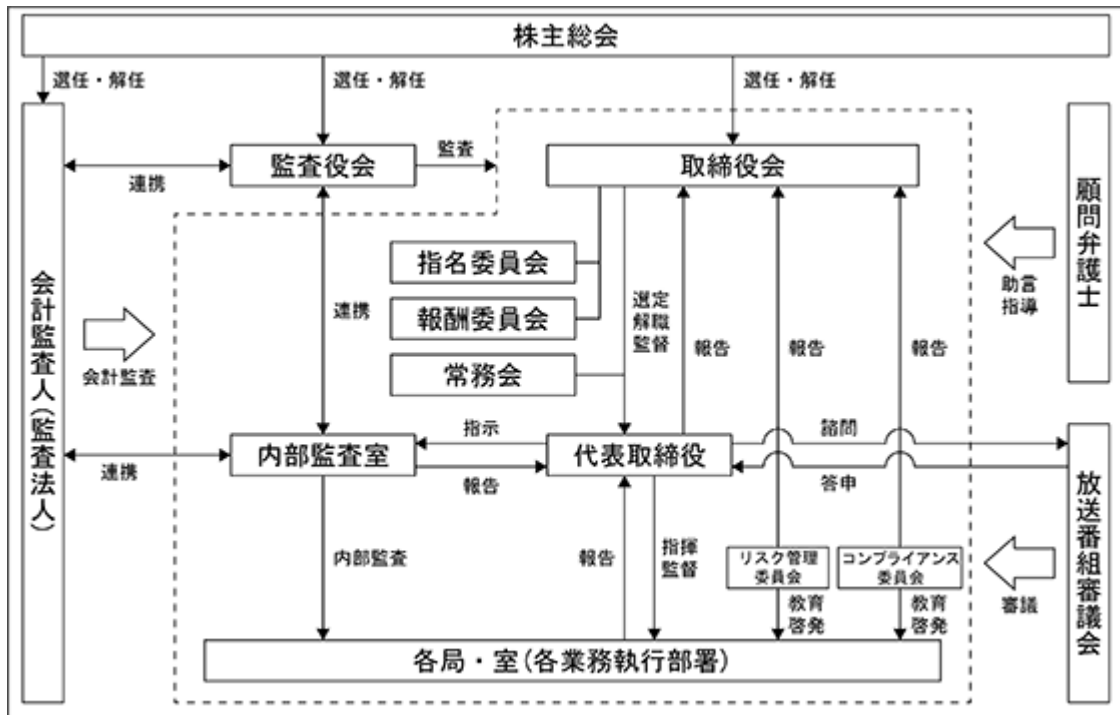 株主総会
選任・解任
選任・解任
選任・解任
監査役会
監査
取締役会
連携
顧問弁護士
助言
指導
指名委員会
報酬委員会
常務会
連携
選定
解職
監督
報告
報告
報告
会計監査人(監査法人)
会計監査
内部監査室
指示
代表取締役
諮問
連携
報告
答申
放送番組審議会
内部監査
報告
指揮
監督
リスク管理
委員会
コンプライアンス
委員会
審議
教育
啓発
教育
啓発
各局・室(各業務執行部署)